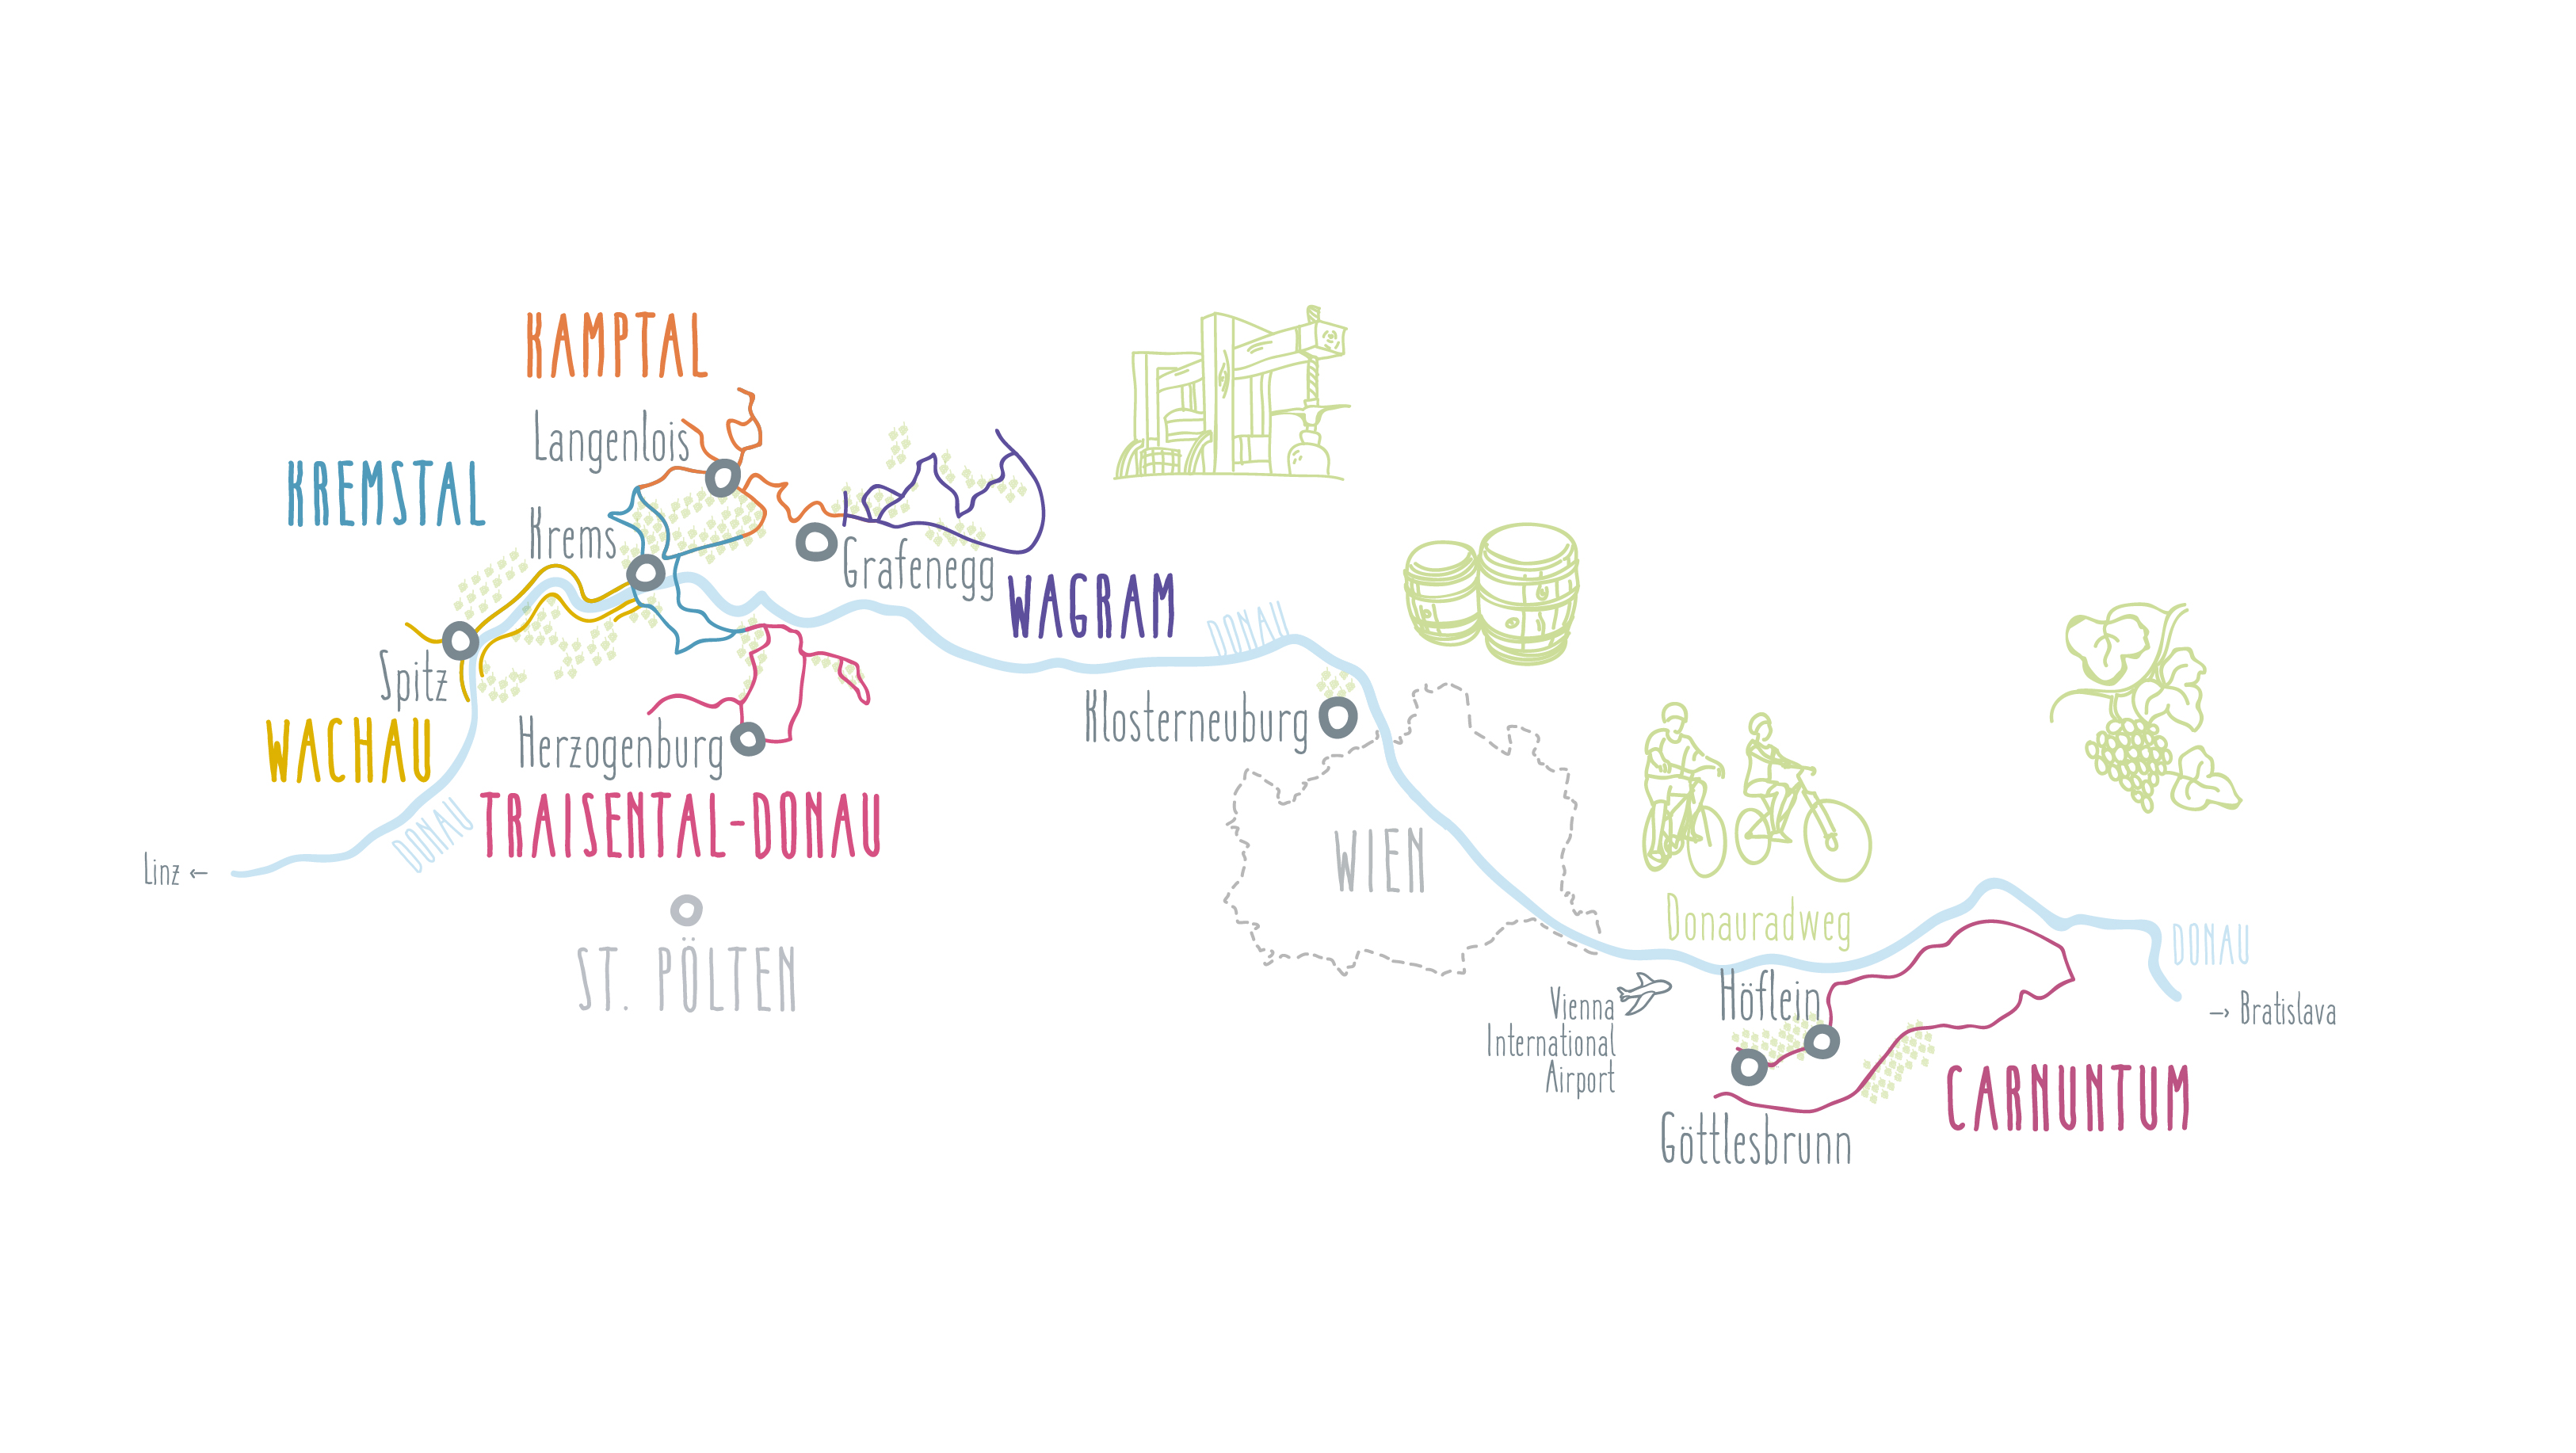 KAMPTAL
Langenlois
KREMSTAL
Krems
Grafenegg
WAGRAM
DONAU
Spitz
WACHAU
Herzogenburg
Klosterneuburg
TRAISENTAL-DONAU
DONAU
Linz ←
WIEN
ST. PÖLTEN
Donauradweg
DONAU
Höflein
Vienna
International
Airport
→ Bratislava
CARNUNTUM
Göttlesbrunn